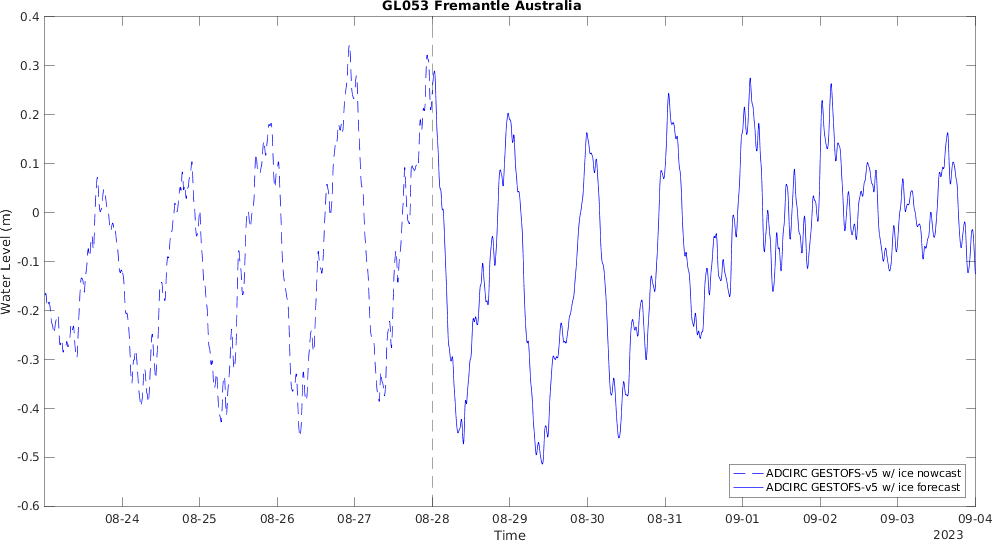 GL053 Fremantle Australia
Water Level (m)
0.4
0.3
0.2
0.1
0
-0.1
-0.2
-0.3
-0.4
-0.5
-0.6
ADCIRC GESTOFS-v5 w/ ice nowcast
ADCIRC GESTOFS-v5 w/ ice forecast
08-24 08-25 08-26 08-27 08-28 08-29 08-30 08-31 09-01 09-02 09-03 09-04
Time
2023